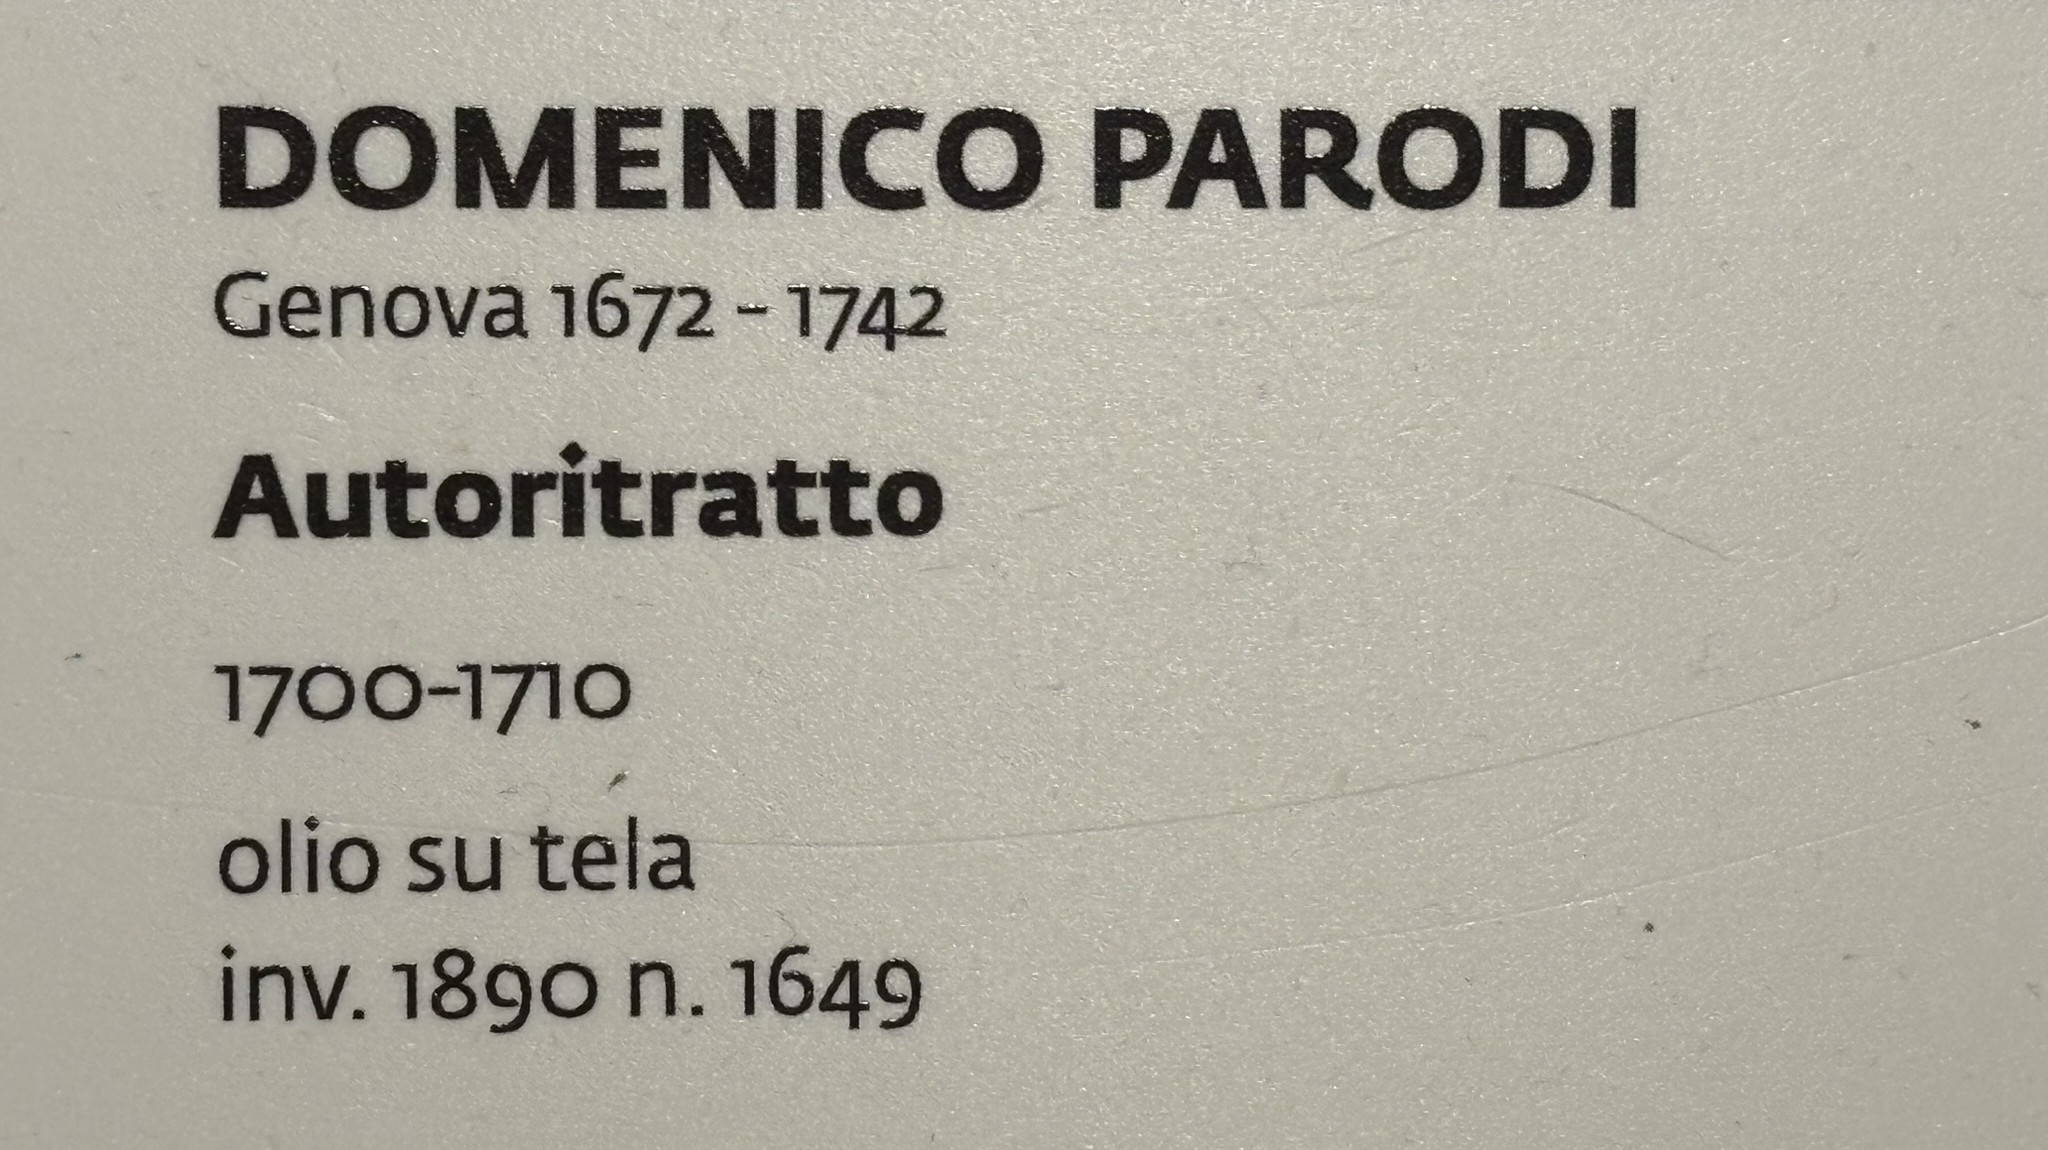 DOMENICO PARODI
Genova 1672 - 1742
Autoritratto
1700-1710
olio su tela
inv. 1890 n. 1649